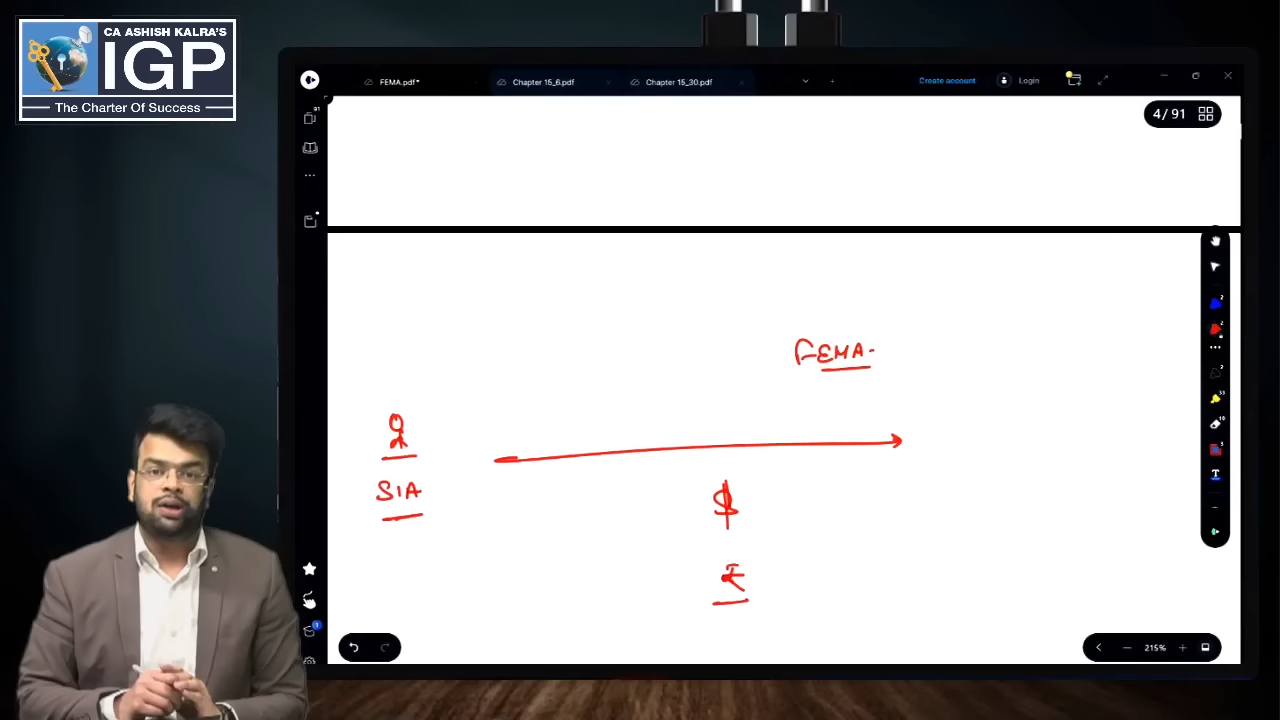 CA ASHISH KALRA'S
IGP
The Charter Of Success
FEMA.pdf*
Chapter 15_6.pdf
Chapter 15_30.pdf
Create account
Login
91
4/ 91
FEMA.
SIA
$
₹
215%